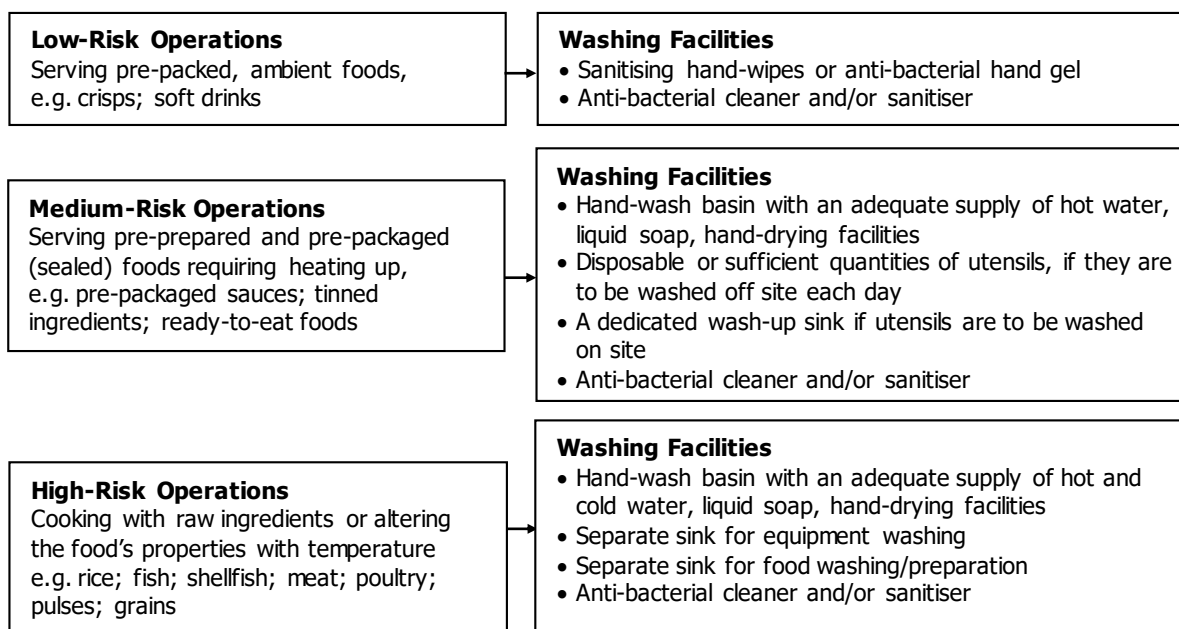 Low-Risk Operations
Serving pre-packed, ambient foods,
e.g. crisps; soft drinks
Washing Facilities
• Sanitising hand-wipes or anti-bacterial hand gel
• Anti-bacterial cleaner and/or sanitiser
Medium-Risk Operations
Serving pre-prepared and pre-packaged
(sealed) foods requiring heating up,
e.g. pre-packaged sauces; tinned
ingredients; ready-to-eat foods
Washing Facilities
• Hand-wash basin with an adequate supply of hot water,
liquid soap, hand-drying facilities
• Disposable or sufficient quantities of utensils, if they are
to be washed off site each day
• A dedicated wash-up sink if utensils are to be washed
on site
• Anti-bacterial cleaner and/or sanitiser
High-Risk Operations
Cooking with raw ingredients or altering
the food's properties with temperature
e.g. rice; fish; shellfish; meat; poultry;
pulses; grains
Washing Facilities
• Hand-wash basin with an adequate supply of hot and
cold water, liquid soap, hand-drying facilities
• Separate sink for equipment washing
• Separate sink for food washing/preparation
• Anti-bacterial cleaner and/or sanitiser